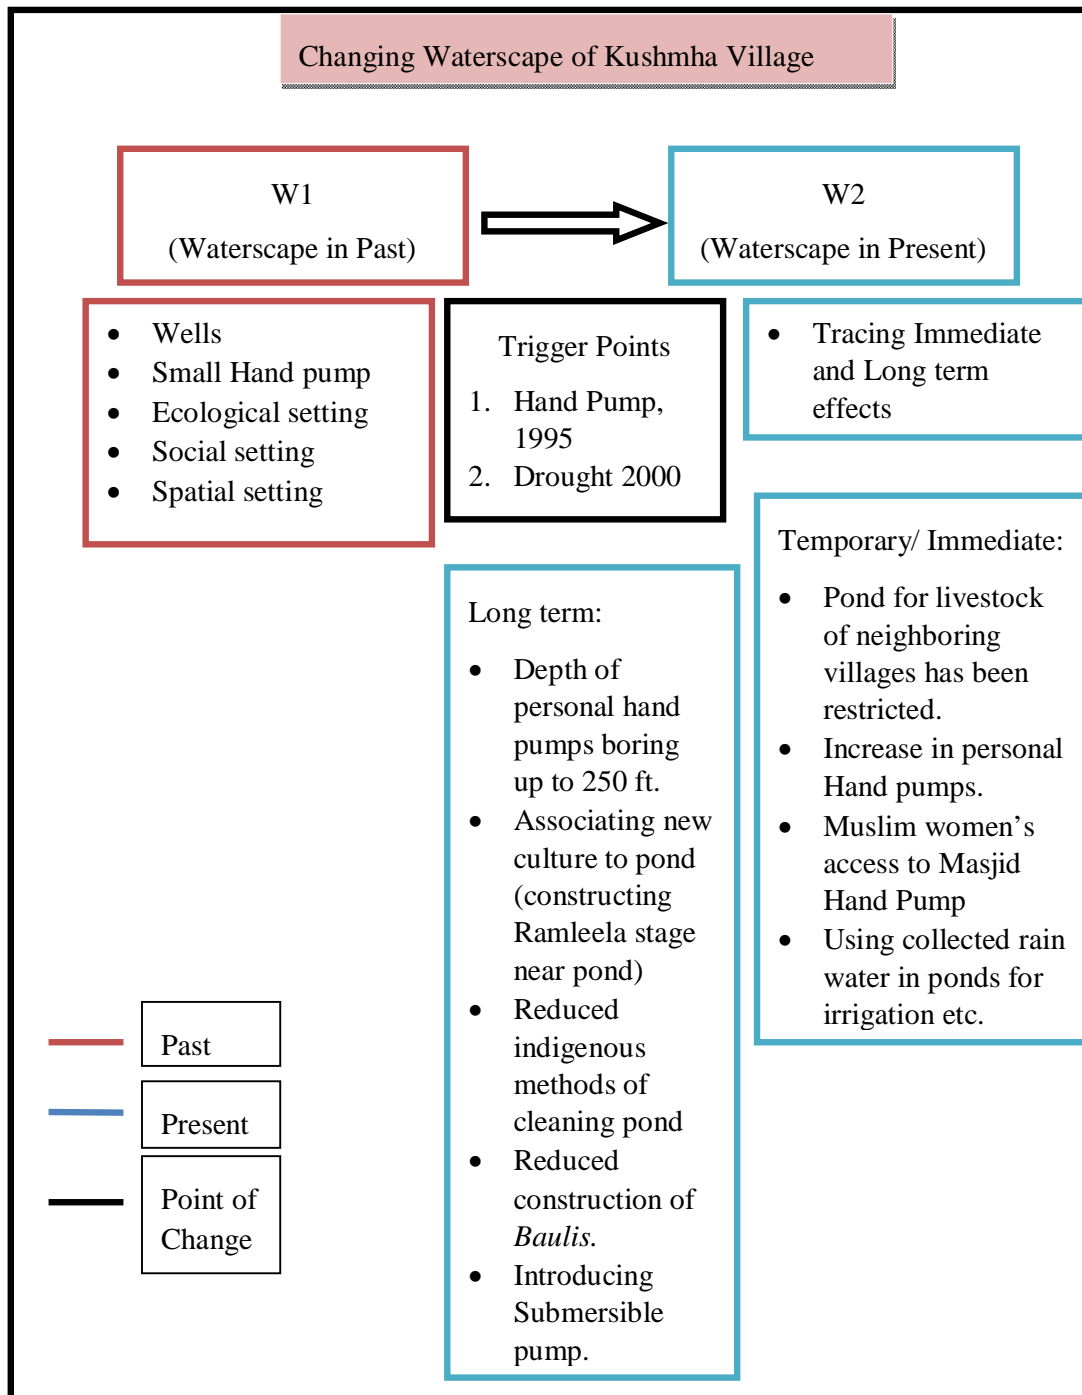 Changing Waterscape of Kushmha Village
W1
(Waterscape in Past)
W2
(Waterscape in Present)
• Wells
• Small Hand pump
• Ecological setting
• Social setting
• Spatial setting
Trigger Points
1. Hand Pump,
1995
2. Drought 2000
• Tracing Immediate
and Long term
effects
Long term:
• Depth of
personal hand
pumps boring
up to 250 ft.
• Associating new
culture to pond
(constructing
Ramleela stage
near pond)
• Reduced
indigenous
methods of
cleaning pond
• Reduced
construction of
Baulis.
• Introducing
Submersible
pump.
Temporary/ Immediate:
• Pond for livestock
of neighboring
villages has been
restricted.
• Increase in personal
Hand pumps.
• Muslim women’s
access to Masjid
Hand Pump
• Using collected rain
water in ponds for
irrigation etc.
Past
Present
Point of
Change